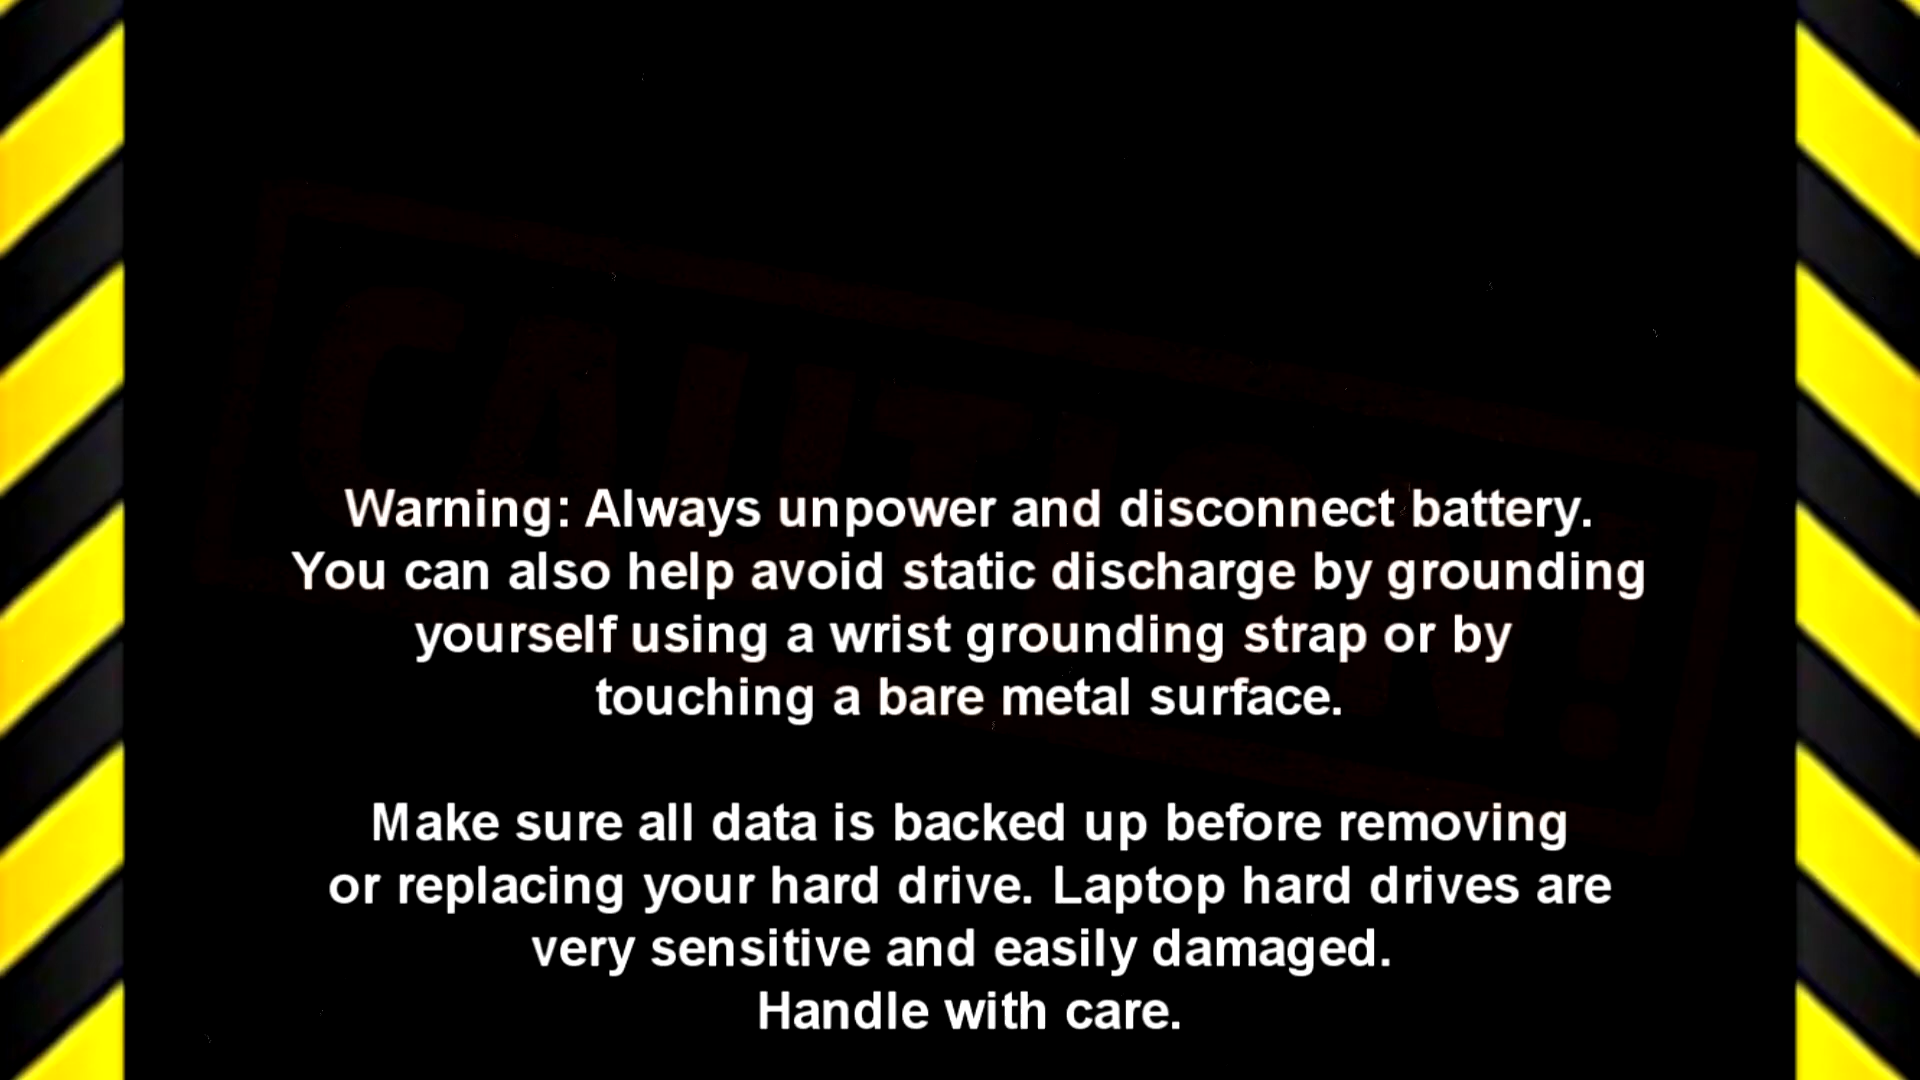 CAUTION!
Warning: Always unpower and disconnect battery.
You can also help avoid static discharge by grounding
yourself using a wrist grounding strap or by
touching a bare metal surface.
Make sure all data is backed up before removing
or replacing your hard drive. Laptop hard drives are
very sensitive and easily damaged.
Handle with care.